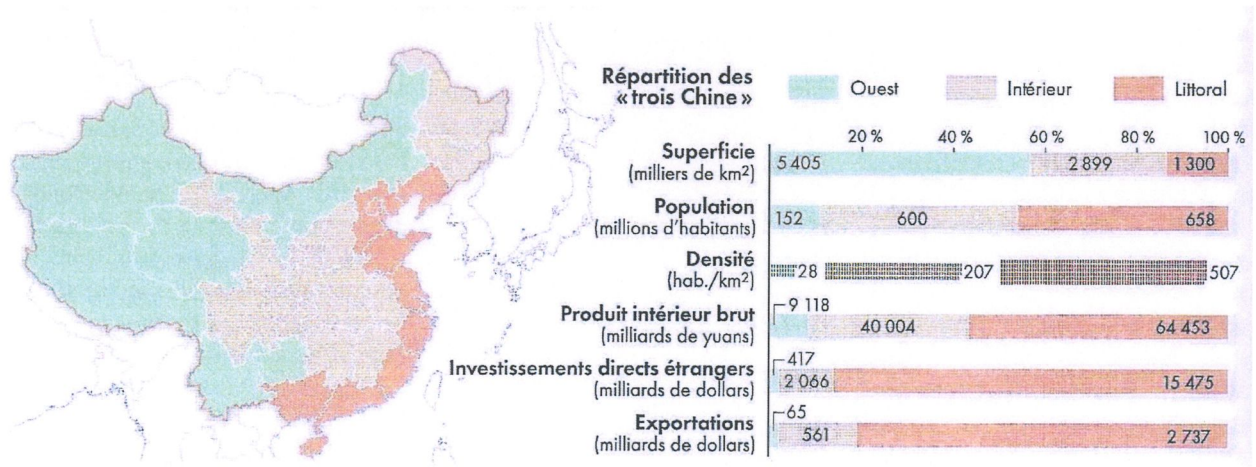 Répartition des
« trois Chine »
Ouest
Intérieur
Littoral
20 %
40 %
60 %
80 %
100 %
Superficie
(milliers de km²)
5 405
2 899
1 300
Population
(millions d'habitants)
152
600
658
Densité
(hab./km²)
28
207
507
Produit intérieur brut
(milliards de yuans)
9 118
40 004
64 453
Investissements directs étrangers
(milliards de dollars)
417
2 066
15 475
Exportations
(milliards de dollars)
65
561
2 737